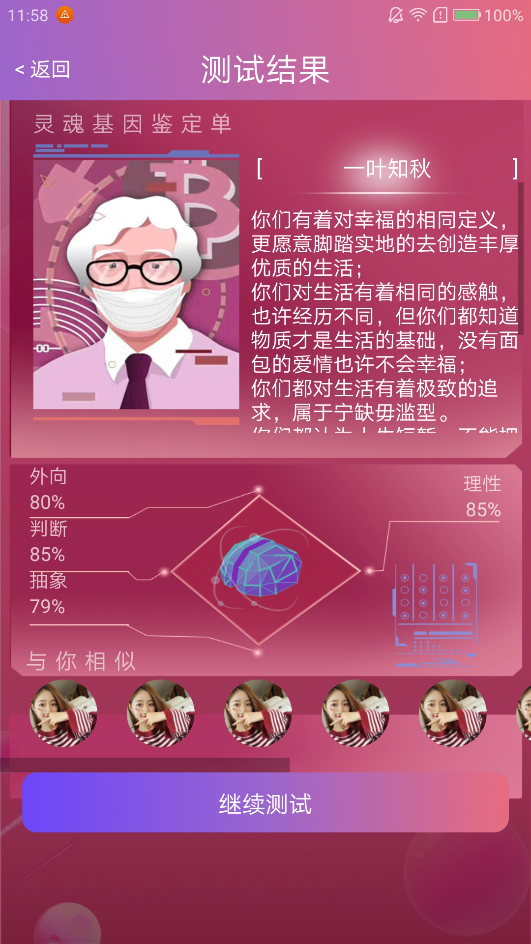 11:58
100%
< 返回
测试结果
灵魂基因鉴定单
[ 一叶知秋 ]
你们有着对幸福的相同定义，
更愿意脚踏实地的去创造丰厚
优质的生活；
你们对生活有着相同的感触，
也许经历不同，但你们都知道
物质才是生活的基础，没有面
包的爱情也许不会幸福；
你们都对生活有着极致的追
求，属于宁缺毋滥型。
外向
80%
判断
85%
抽象
79%
理性
85%
与你相似
继续测试